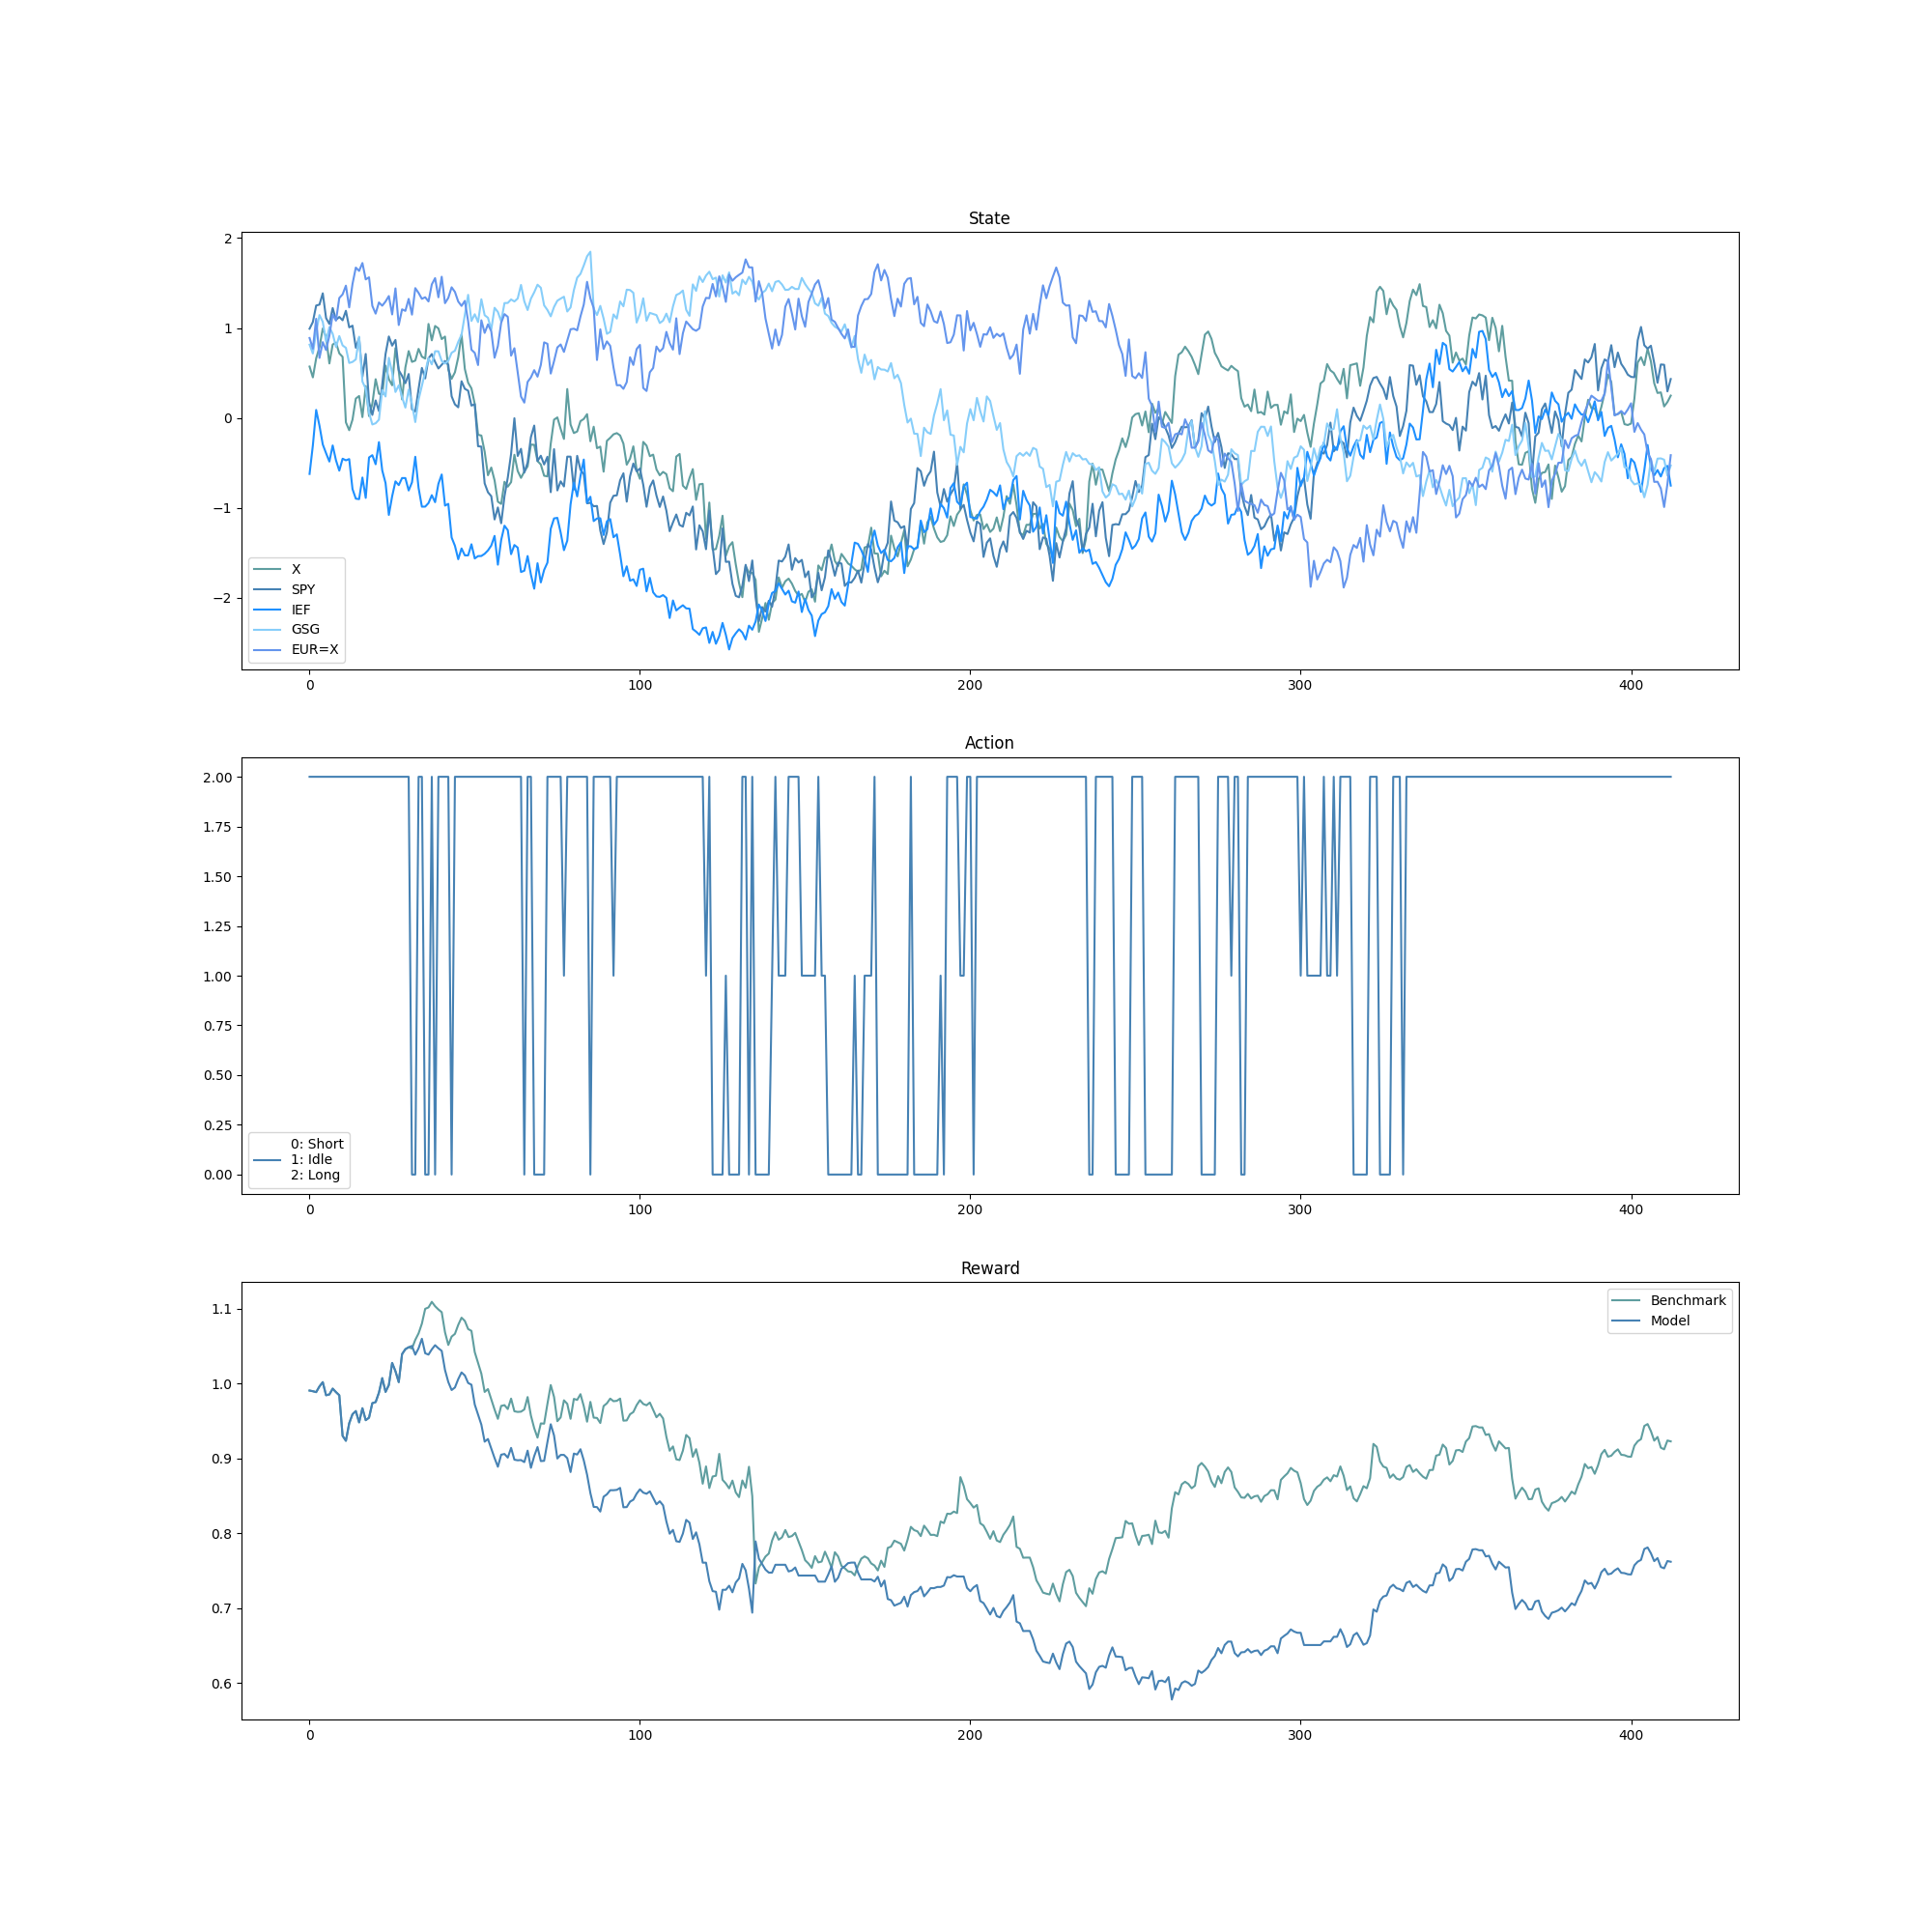 State
2
1
0
−1
−2
X
SPY
IEF
GSG
EUR=X
0 100 200 300 400
Action
2.00
1.75
1.50
1.25
1.00
0.75
0.50
0.25
0.00
0: Short
1: Idle
2: Long
0 100 200 300 400
Reward
1.1
1.0
0.9
0.8
0.7
0.6
Benchmark
Model
0 100 200 300 400